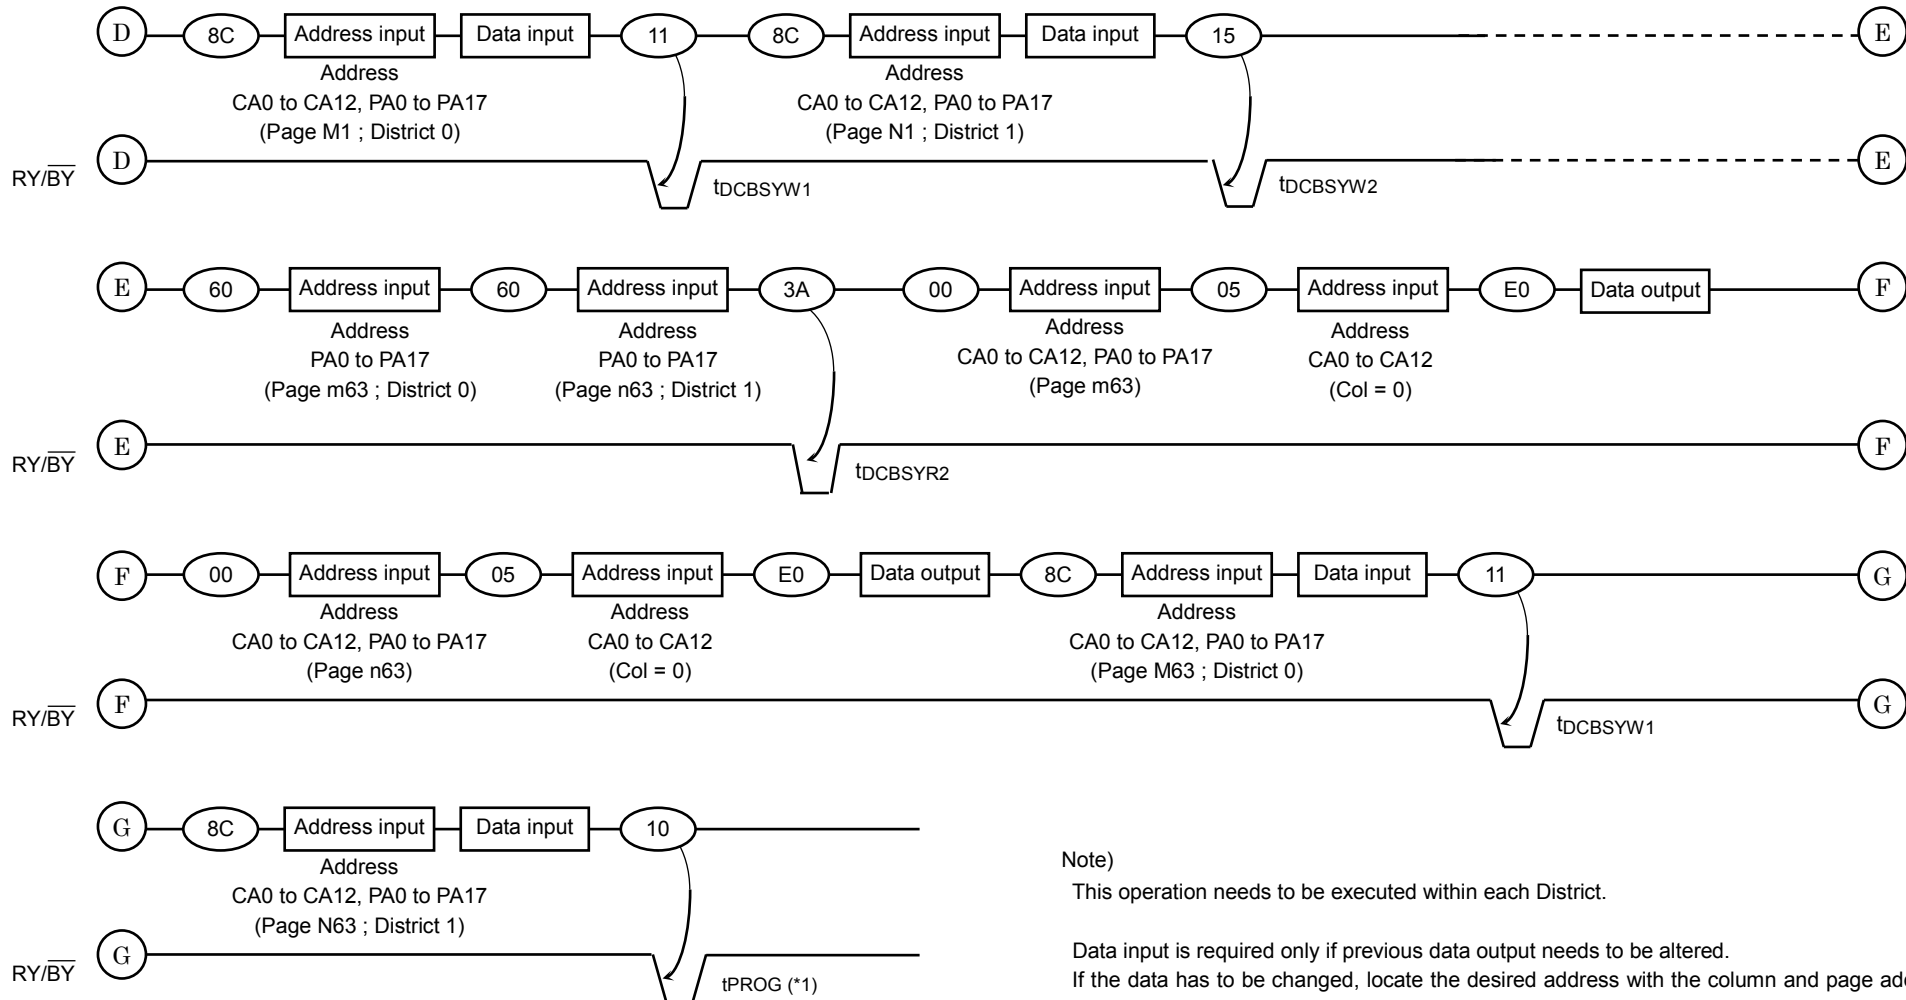 D 8C Address input Data input 11 8C Address input Data input 15 E
Address
CA0 to CA12, PA0 to PA17
(Page M1 ; District 0)
Address
CA0 to CA12, PA0 to PA17
(Page N1 ; District 1)
RY/BY D E
tDCBSYW1
tDCBSYW2
E 60 Address input 60 Address input 3A 00 Address input 05 Address input E0 Data output F
Address
PA0 to PA17
(Page m63 ; District 0)
Address
PA0 to PA17
(Page n63 ; District 1)
Address
CA0 to CA12, PA0 to PA17
(Page m63)
Address
CA0 to CA12
(Col = 0)
RY/BY E F
tDCBSYR2
F 00 Address input 05 Address input E0 Data output 8C Address input Data input 11 G
Address
CA0 to CA12, PA0 to PA17
(Page n63)
Address
CA0 to CA12
(Col = 0)
Address
CA0 to CA12, PA0 to PA17
(Page M63 ; District 0)
RY/BY F G
tDCBSYW1
G 8C Address input Data input 10
Address
CA0 to CA12, PA0 to PA17
(Page N63 ; District 1)
RY/BY G
tPROG (*1)
Note)
This operation needs to be executed within each District.
Data input is required only if previous data output needs to be altered.
If the data has to be changed, locate the desired address with the column and page